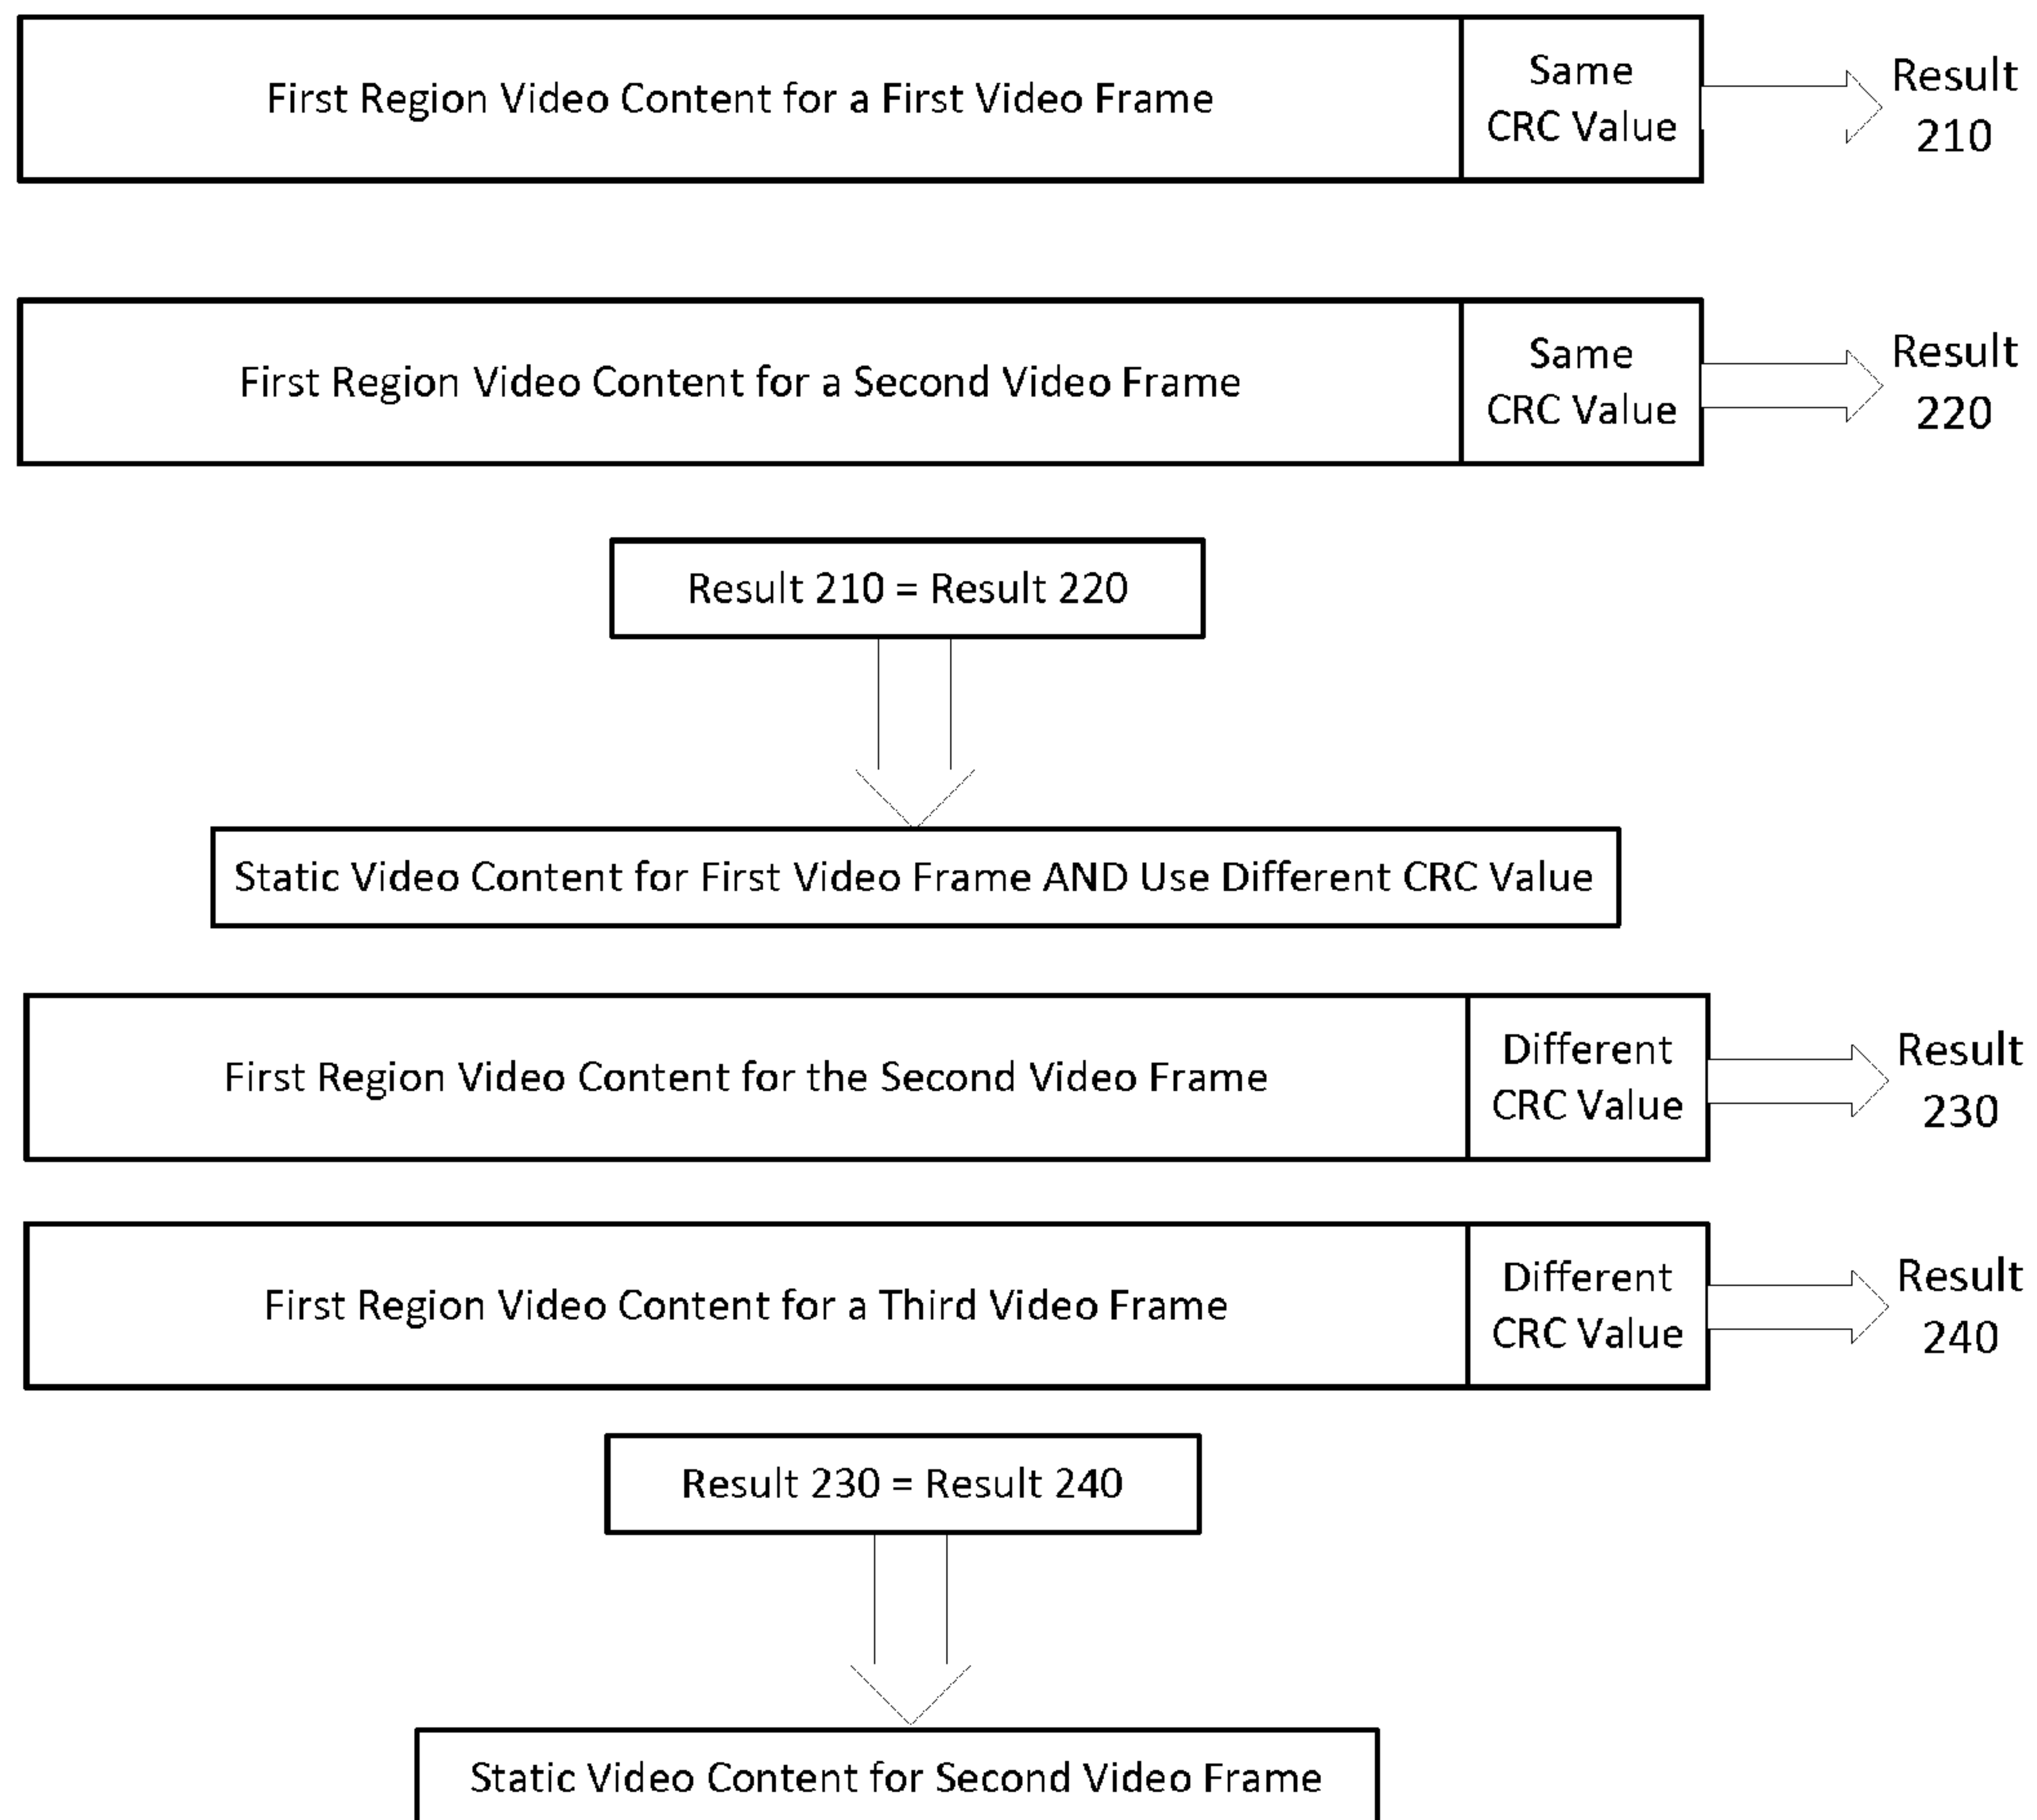 First Region Video Content for a First Video Frame
Same
CRC Value
Result
210
First Region Video Content for a Second Video Frame
Same
CRC Value
Result
220
Result 210 = Result 220
Static Video Content for First Video Frame AND Use Different CRC Value
First Region Video Content for the Second Video Frame
Different
CRC Value
Result
230
First Region Video Content for a Third Video Frame
Different
CRC Value
Result
240
Result 230 = Result 240
Static Video Content for Second Video Frame